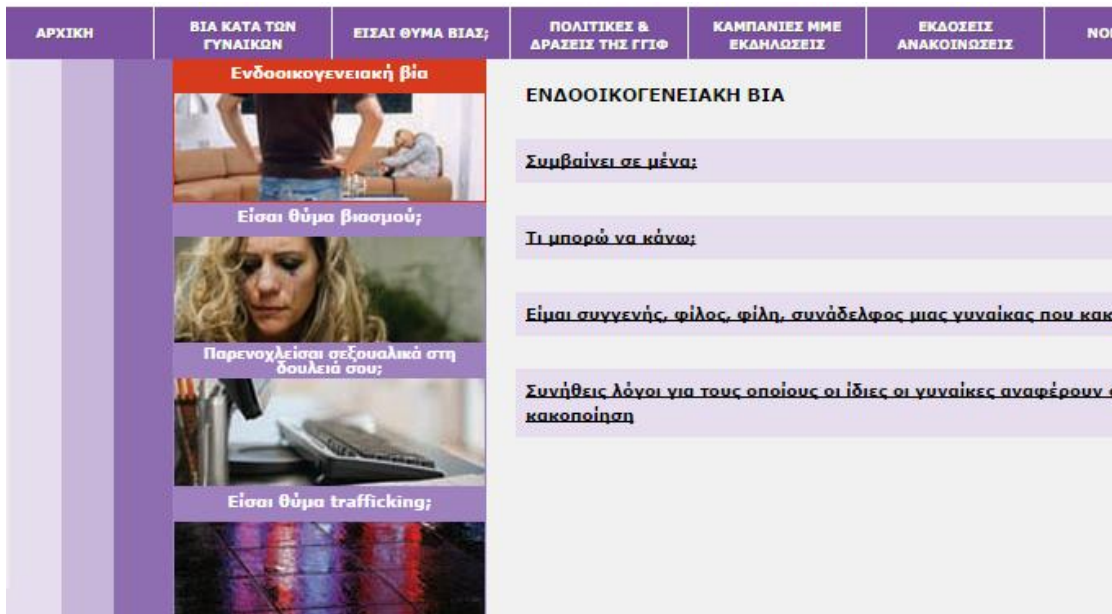 ΑΡΧΙΚΗ
ΒΙΑ ΚΑΤΑ ΤΩΝ
ΓΥΝΑΙΚΩΝ
ΕΙΣΑΙ ΘΥΜΑ ΒΙΑΣ;
ΠΟΛΙΤΙΚΕΣ &
ΔΡΑΣΕΙΣ ΤΗΣ ΓΓΙΦ
ΚΑΜΠΑΝΙΕΣ ΜΜΕ
ΕΚΔΗΛΩΣΕΙΣ
ΕΚΔΟΣΕΙΣ
ΑΝΑΚΟΙΝΩΣΕΙΣ
Ενδοοικογενειακή βία
Είσαι θύμα βιασμού;
Παρενοχλείσαι σεξουαλικά στη
δουλειά σου;
Είσαι θύμα trafficking;
ΕΝΔΟΟΙΚΟΓΕΝΕΙΑΚΗ ΒΙΑ
Συμβαίνει σε μένα;
Τι μπορώ να κάνω;
Είμαι συγγενής, φίλος, φίλη, συνάδελφος μιας γυναίκας που
Συνήθεις λόγοι για τους οποίους οι ίδιες οι γυναίκες αναφέρουν
κακοποίηση